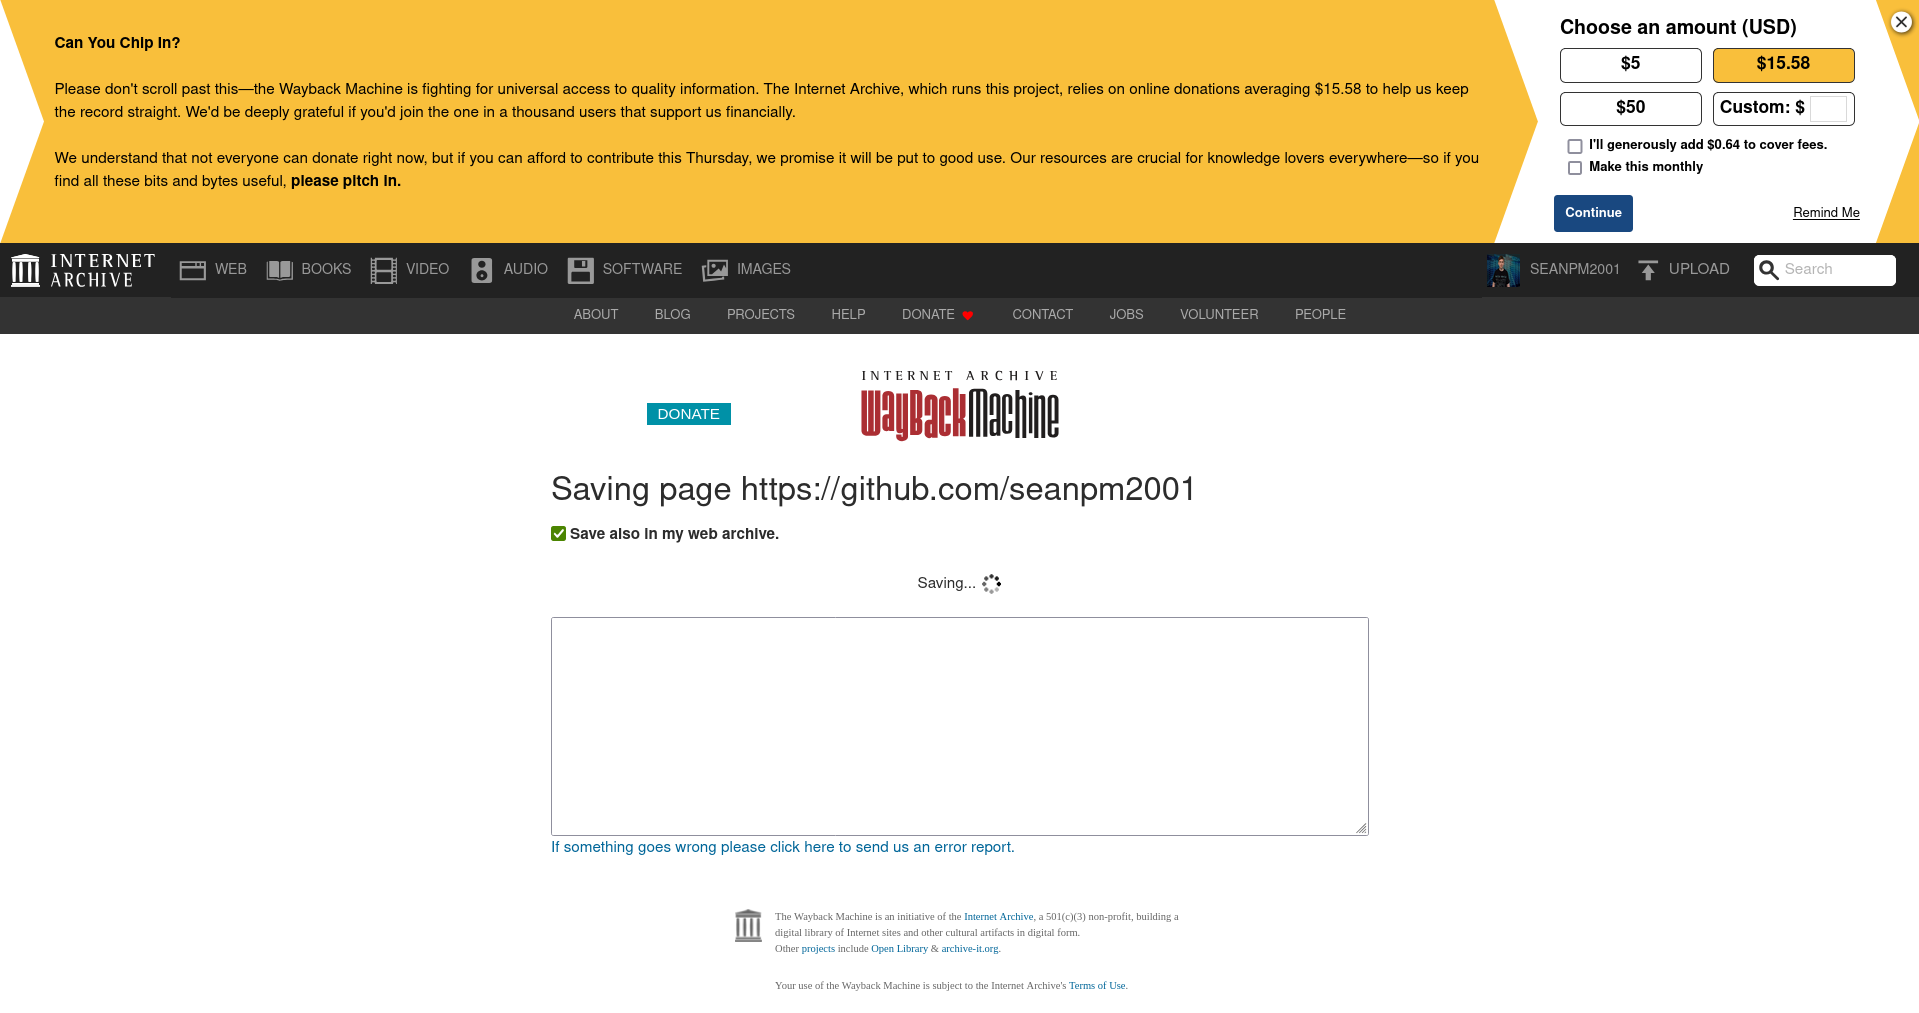 Can You Chip In?
Please don't scroll past this—the Wayback Machine is fighting for universal access to quality information. The Internet Archive, which runs this project, relies on online donations averaging $15.58 to help us keep
the record straight. We'd be deeply grateful if you'd join the one in a thousand users that support us financially.
We understand that not everyone can donate right now, but if you can afford to contribute this Thursday, we promise it will be put to good use. Our resources are crucial for knowledge lovers everywhere—so if you
find all these bits and bytes useful, please pitch in.
Choose an amount (USD)
$5
$15.58
$50
Custom: $
I'll generously add $0.64 to cover fees.
Make this monthly
Continue
Remind Me
INTERNET
ARCHIVE
WEB
BOOKS
VIDEO
AUDIO
SOFTWARE
IMAGES
SEANPM2001
UPLOAD
Search
ABOUT
BLOG
PROJECTS
HELP
DONATE
CONTACT
JOBS
VOLUNTEER
PEOPLE
DONATE
INTERNET ARCHIVE
WayBackMachine
Saving page https://github.com/seanpm2001
Save also in my web archive.
Saving...
If something goes wrong please click here to send us an error report.
The Wayback Machine is an initiative of the Internet Archive, a 501(c)(3) non-profit, building a
digital library of Internet sites and other cultural artifacts in digital form.
Other projects include Open Library & archive-it.org.
Your use of the Wayback Machine is subject to the Internet Archive's Terms of Use.